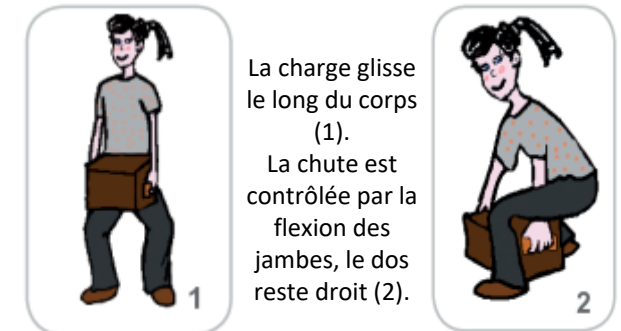 La charge glisse
le long du corps
(1).
La chute est
contrôlée par la
flexion des
jambes, le dos
reste droit (2).
1
2